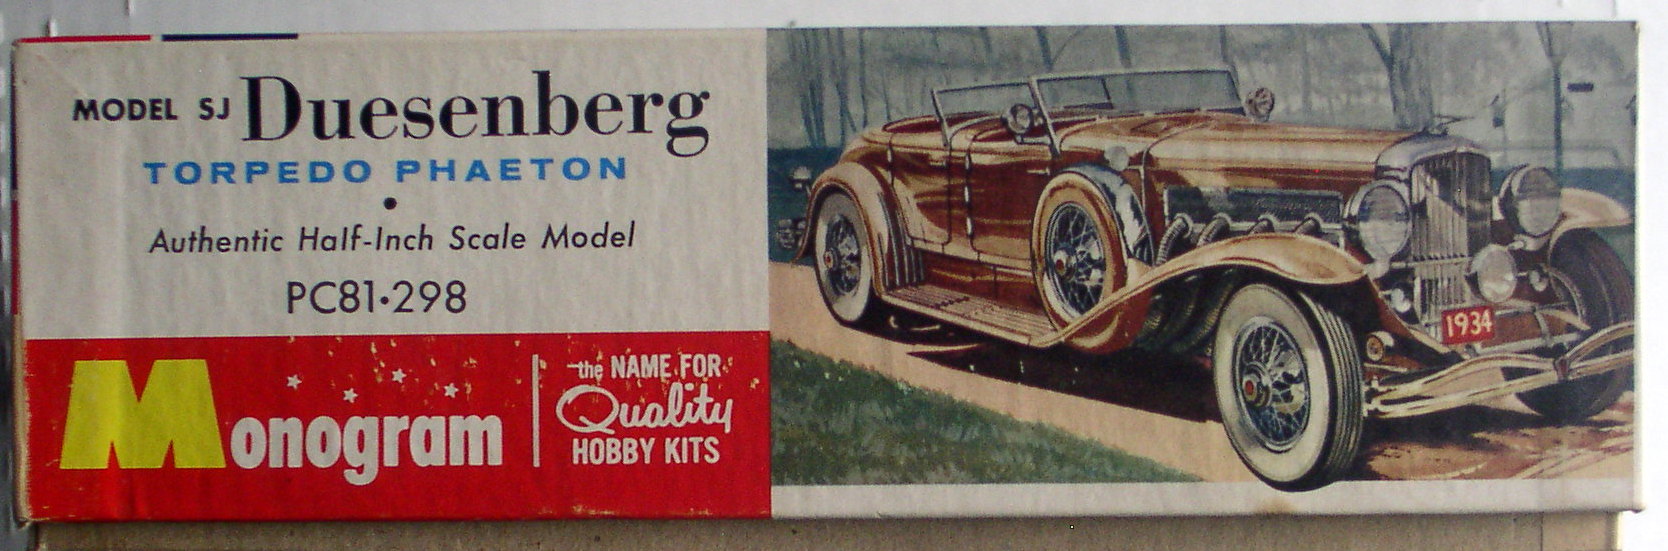 MODEL SJ Duesenberg
TORPEDO PHAETON
•
Authentic Half-Inch Scale Model
PC81•298
Monogram
the NAME FOR
Quality
HOBBY KITS
1934